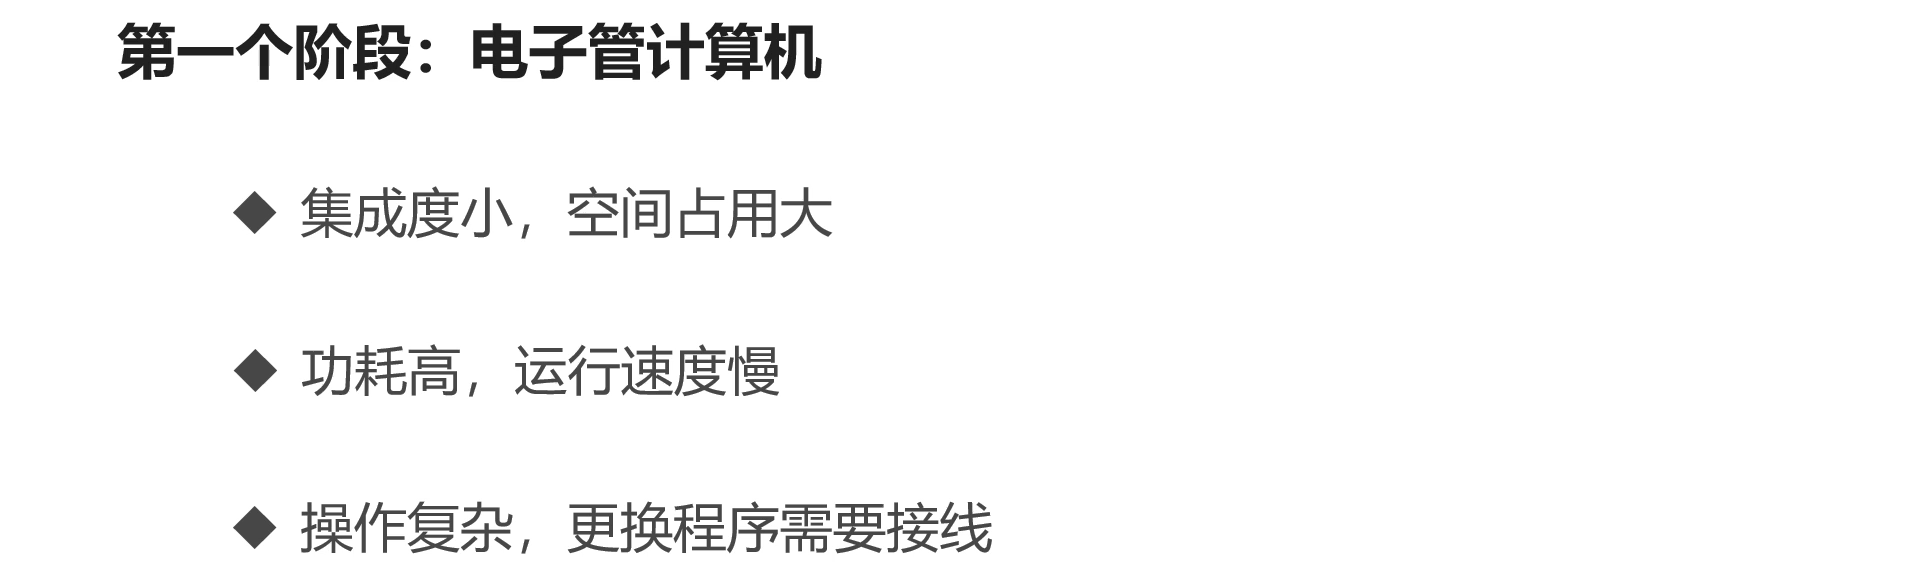 第一个阶段：电子管计算机
◆ 集成度小，空间占用大
◆ 功耗高，运行速度慢
◆ 操作复杂，更换程序需要接线